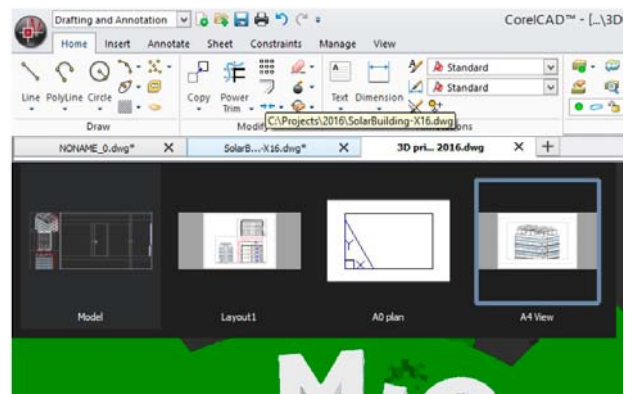 Drafting and Annotation
CorelCAD™ - [...\3D
Home Insert Annotate Sheet Constraints Manage View
Standard
Standard
Line PolyLine Circle Copy Power Trim Text Dimension
Draw
C:\Projects\2016\SolarBuilding-X16.dwg
NONAME_0.dwg* SolarB...-X16.dwg* 3D pri... 2016.dwg
Model Layout1 A0 plan A4 View